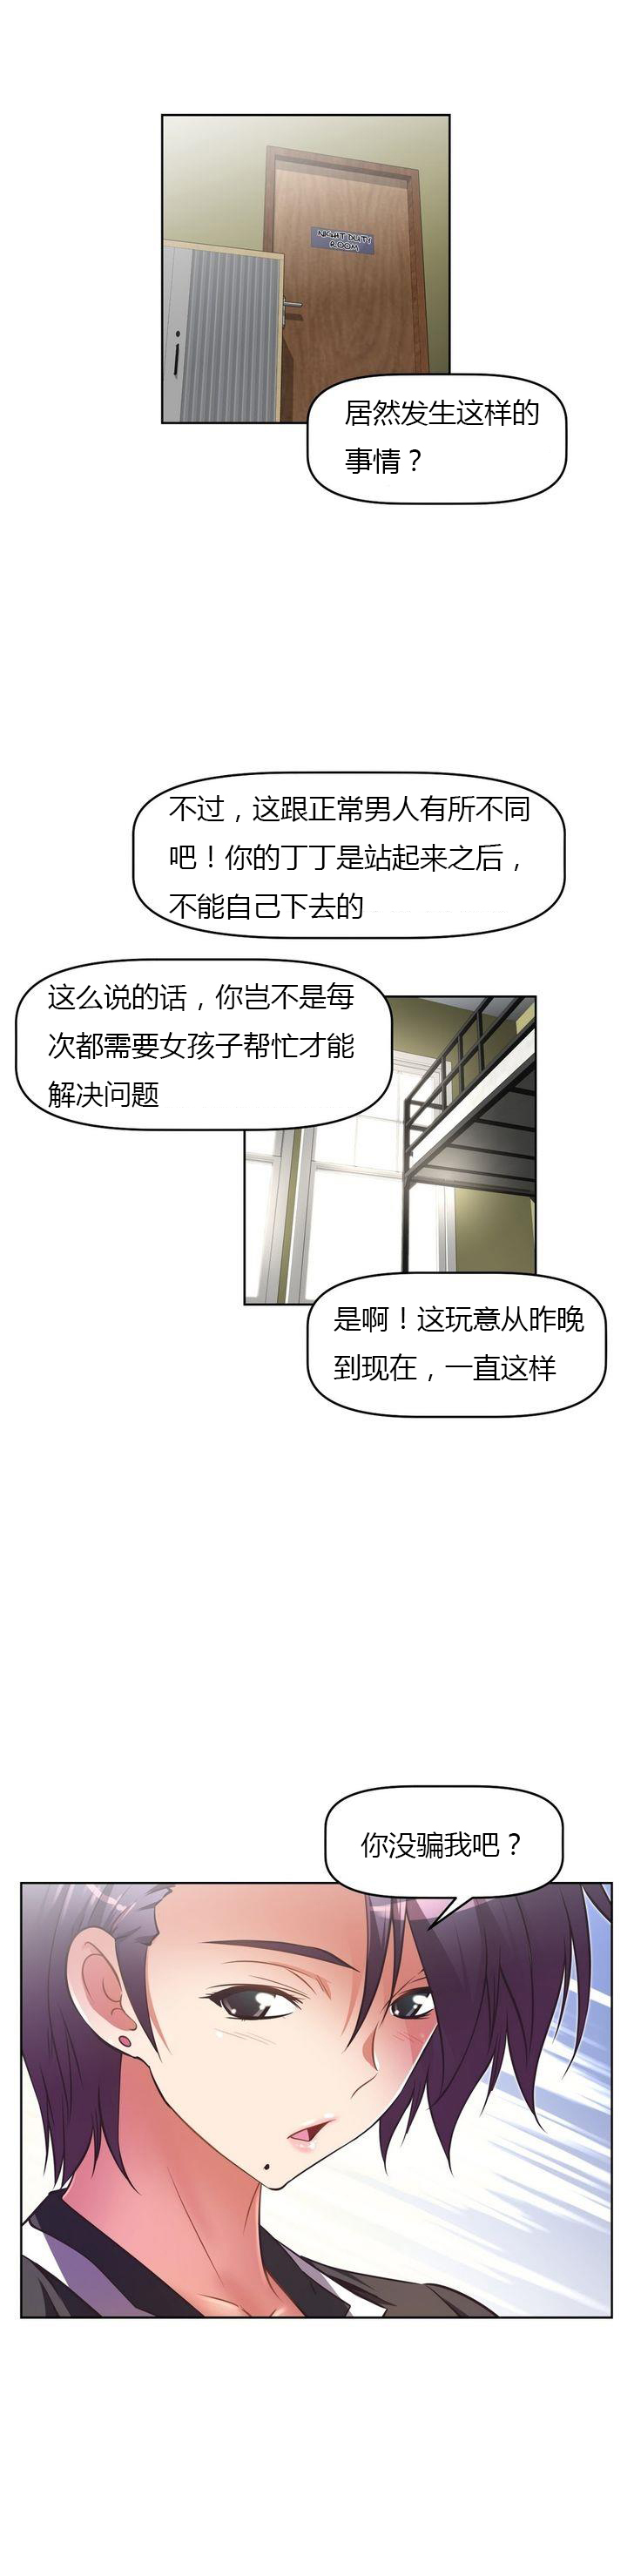 NIGHT DUTY
ROOM
居然发生这样的
事情？
不过，这跟正常男人有所不同
吧！你的丁丁是站起来之后，
不能自己下去的
这么说的话，你岂不是每
次都需要女孩子帮忙才能
解决问题
是啊！这玩意从昨晚
到现在，一直这样
你没骗我吧？